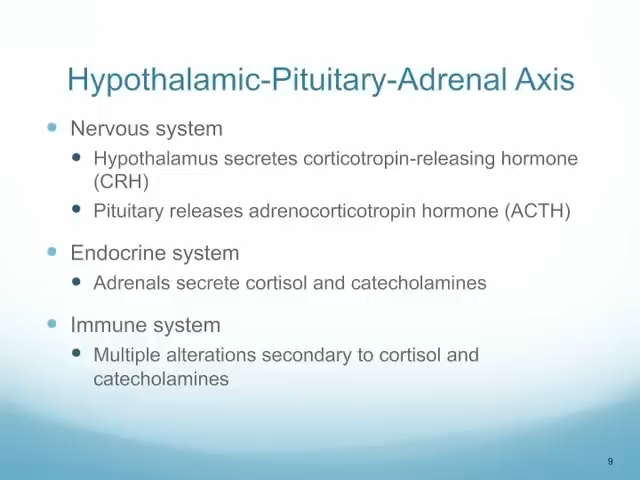 Hypothalamic-Pituitary-Adrenal Axis
Nervous system
Hypothalamus secretes corticotropin-releasing hormone
(CRH)
Pituitary releases adrenocorticotropin hormone (ACTH)
Endocrine system
Adrenals secrete cortisol and catecholamines
Immune system
Multiple alterations secondary to cortisol and
catecholamines
9